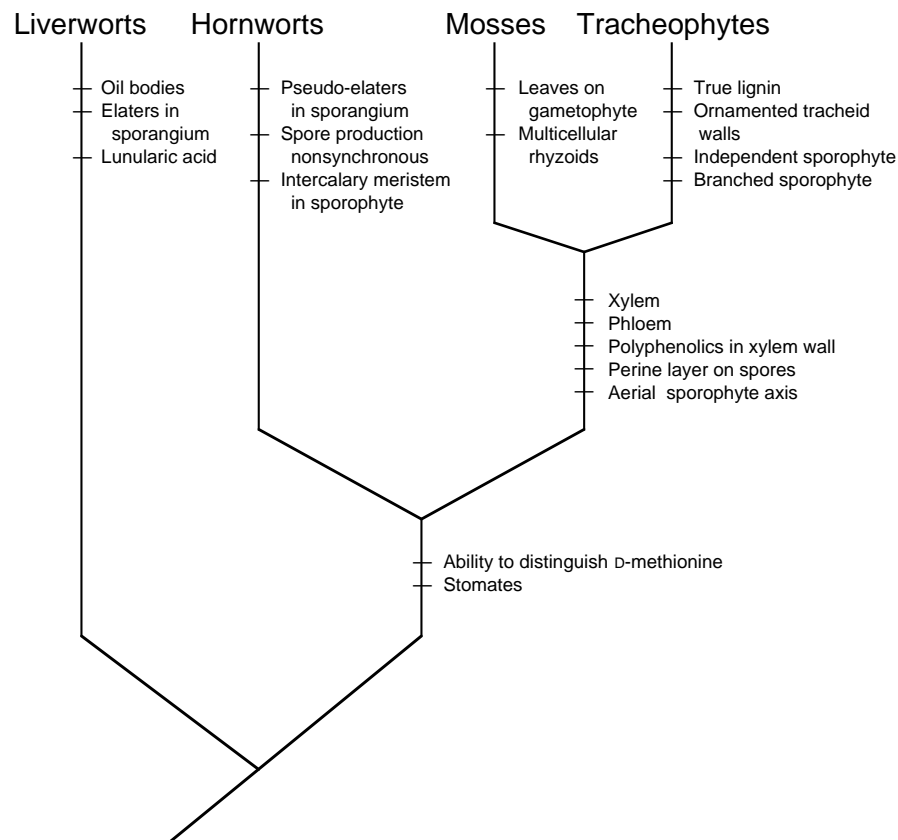 Liverworts Hornworts Mosses Tracheophytes
Oil bodies
Elaters in
sporangium
Lunularic acid
Pseudo-elaters
in sporangium
Spore production
nonsynchronous
Intercalary meristem
in sporophyte
Leaves on
gametophyte
Multicellular
rhyzoids
True lignin
Ornamented tracheid
walls
Independent sporophyte
Branched sporophyte
Xylem
Phloem
Polyphenolics in xylem wall
Perine layer on spores
Aerial sporophyte axis
Ability to distinguish D-methionine
Stomates